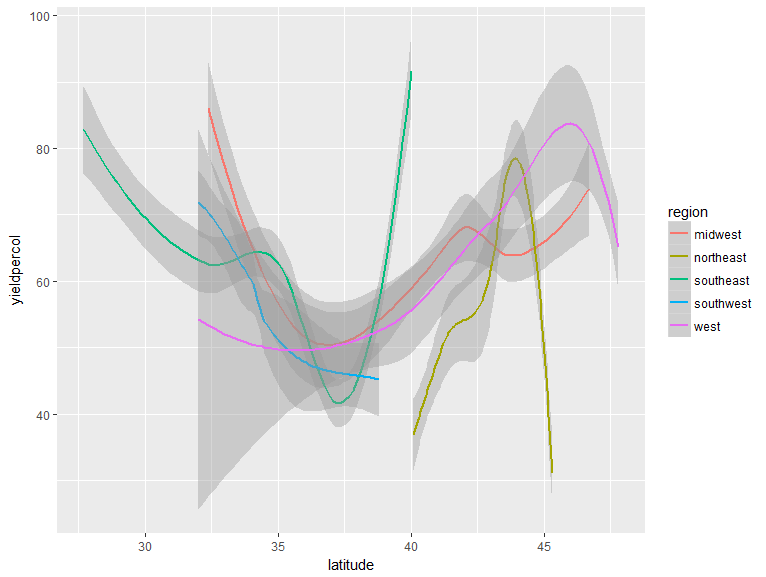 100
80
60
40
yieldpercol
30
35
40
45
latitude
region
midwest
northeast
southeast
southwest
west